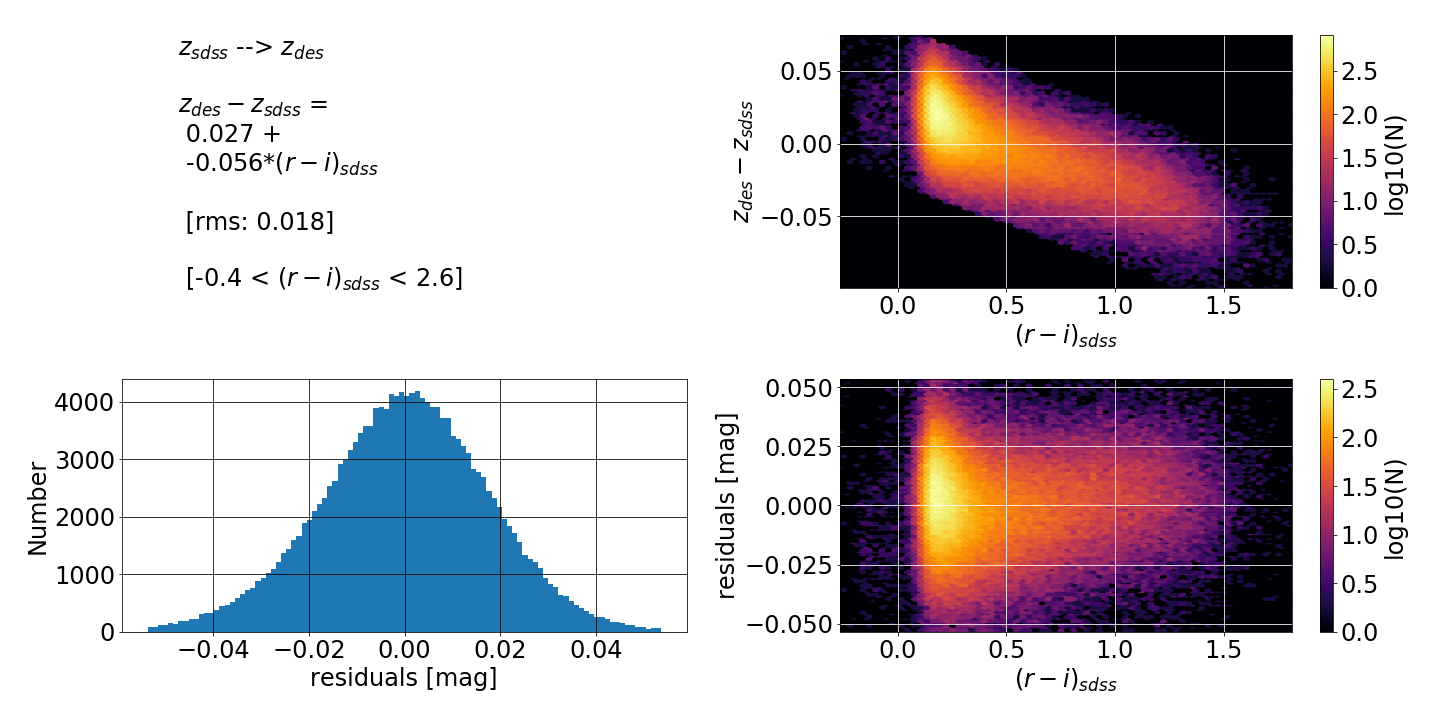 z_sdss --> z_des
z_des − z_sdss =
0.027 +
-0.056*(r − i)_sdss
[rms: 0.018]
[-0.4 < (r − i)_sdss < 2.6]
0.05
0.00
−0.05
z_des − z_sdss
0.0 0.5 1.0 1.5
(r − i)_sdss
2.5
2.0
1.5
1.0
0.5
0.0
log10(N)
4000
3000
2000
1000
0
Number
−0.04 −0.02 0.00 0.02 0.04
residuals [mag]
0.050
0.025
0.000
−0.025
−0.050
residuals [mag]
0.0 0.5 1.0 1.5
(r − i)_sdss
2.5
2.0
1.5
1.0
0.5
0.0
log10(N)